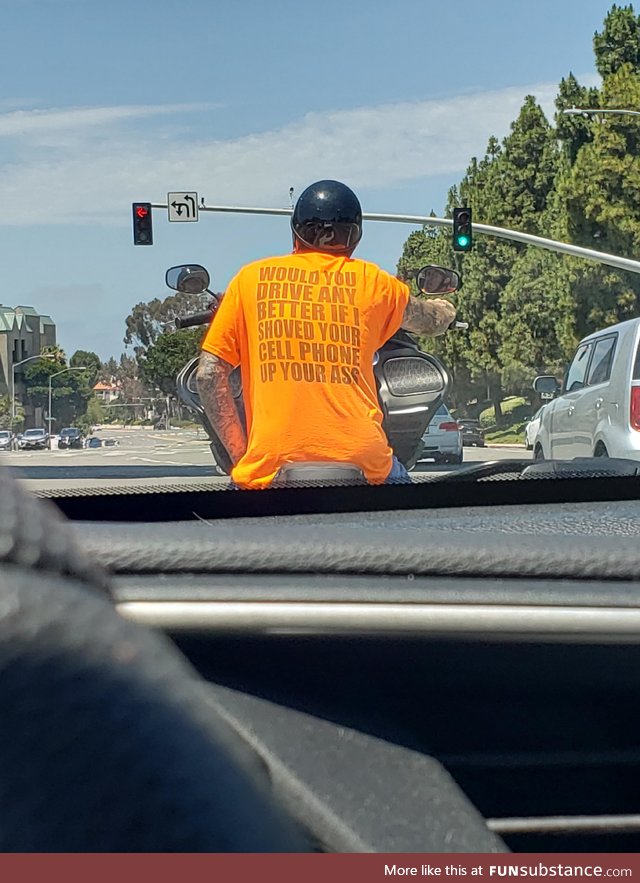 WOULD YOU
DRIVE ANY
BETTER IF I
SHOVED YOUR
CELL PHONE
UP YOUR ASS
More like this at FUNsubstance.com